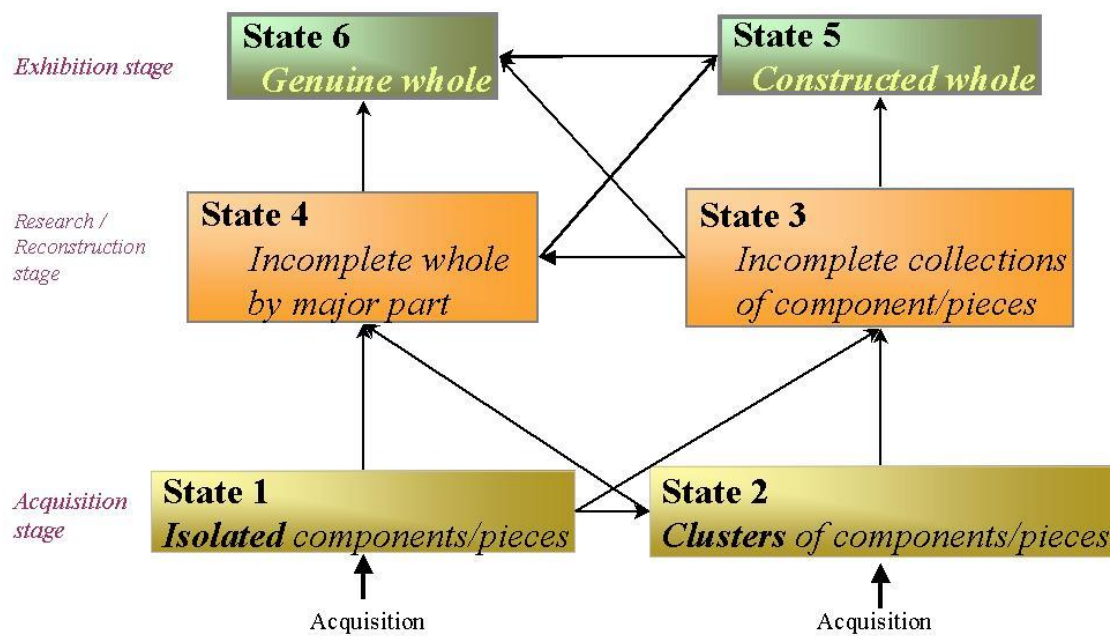 Exhibition stage
State 6
Genuine whole
State 5
Constructed whole
Research /
Reconstruction
stage
State 4
Incomplete whole
by major part
State 3
Incomplete collections
of component/pieces
Acquisition
stage
State 1
Isolated components/pieces
State 2
Clusters of components/pieces
Acquisition
Acquisition